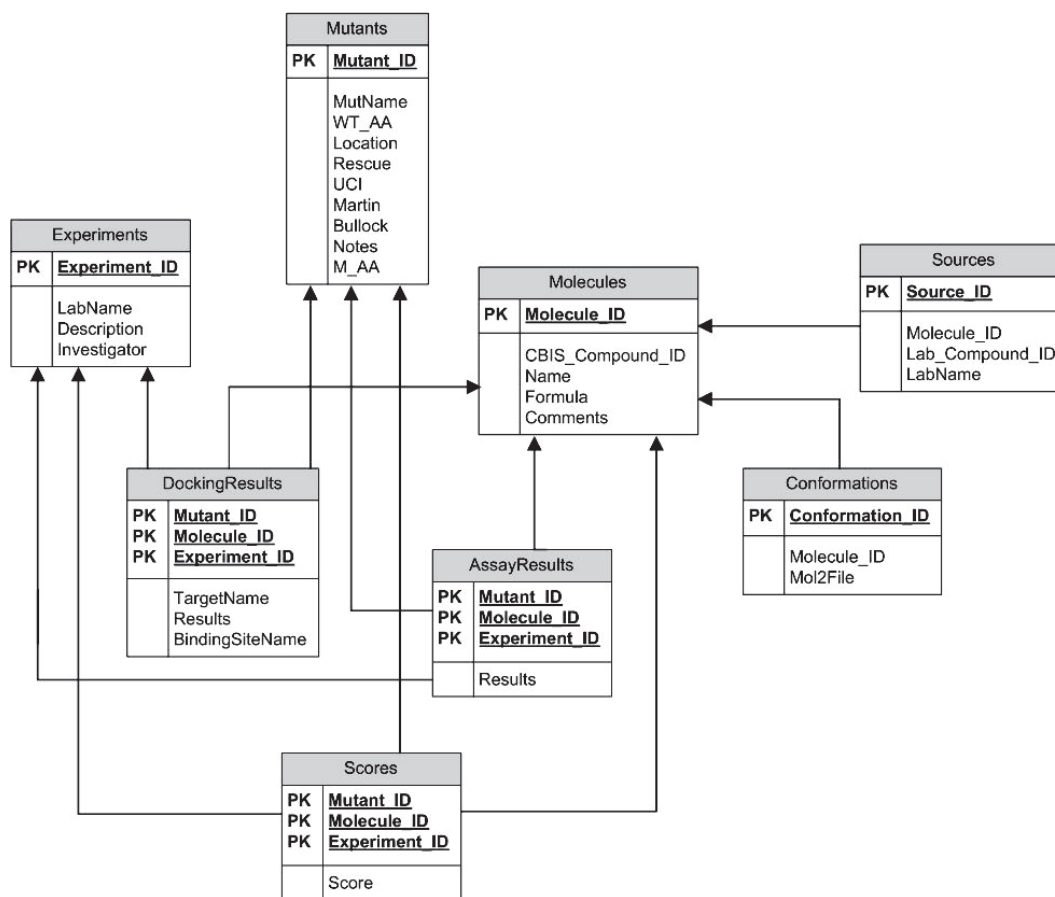 Mutants
PK Mutant_ID
MutName
WT_AA
Location
Rescue
UCI
Martin
Bullock
Notes
M_AA
Experiments
PK Experiment_ID
LabName
Description
Investigator
Molecules
PK Molecule_ID
CBIS_Compound_ID
Name
Formula
Comments
Sources
PK Source_ID
Molecule_ID
Lab_Compound_ID
LabName
DockingResults
PK Mutant_ID
PK Molecule_ID
PK Experiment_ID
TargetName
Results
BindingSiteName
AssayResults
PK Mutant_ID
PK Molecule_ID
PK Experiment_ID
Results
Conformations
PK Conformation_ID
Molecule_ID
Mol2File
Scores
PK Mutant_ID
PK Molecule_ID
PK Experiment_ID
Score